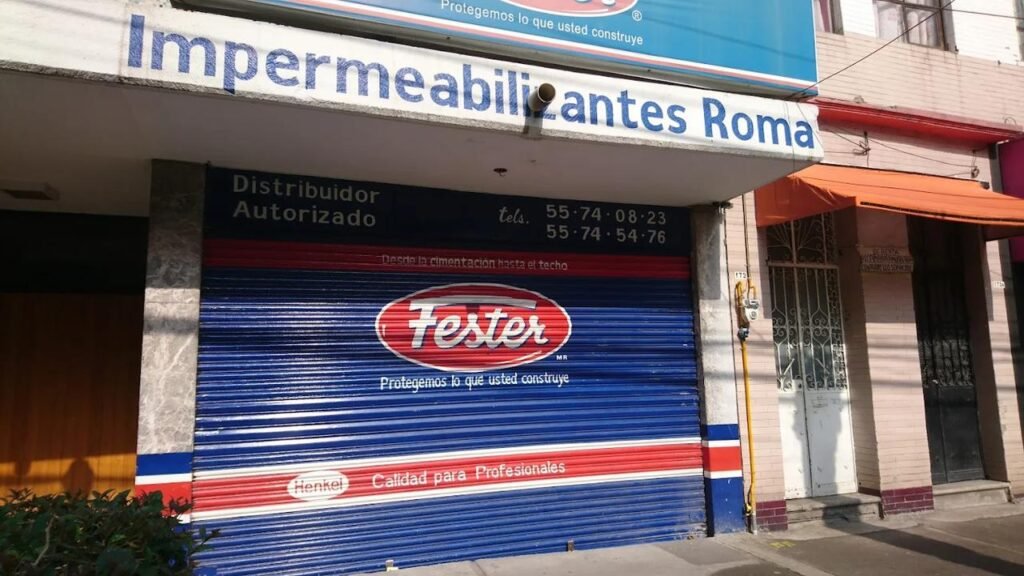 Protegemos lo que usted construye
®
Impermeabilizantes Roma
Distribuidor
Autorizado
tels. 55·74·08·23
55·74·54·76
Desde la cimentación hasta el techo
Fester
MR
Protegemos lo que usted construye
Henkel Calidad para Profesionales